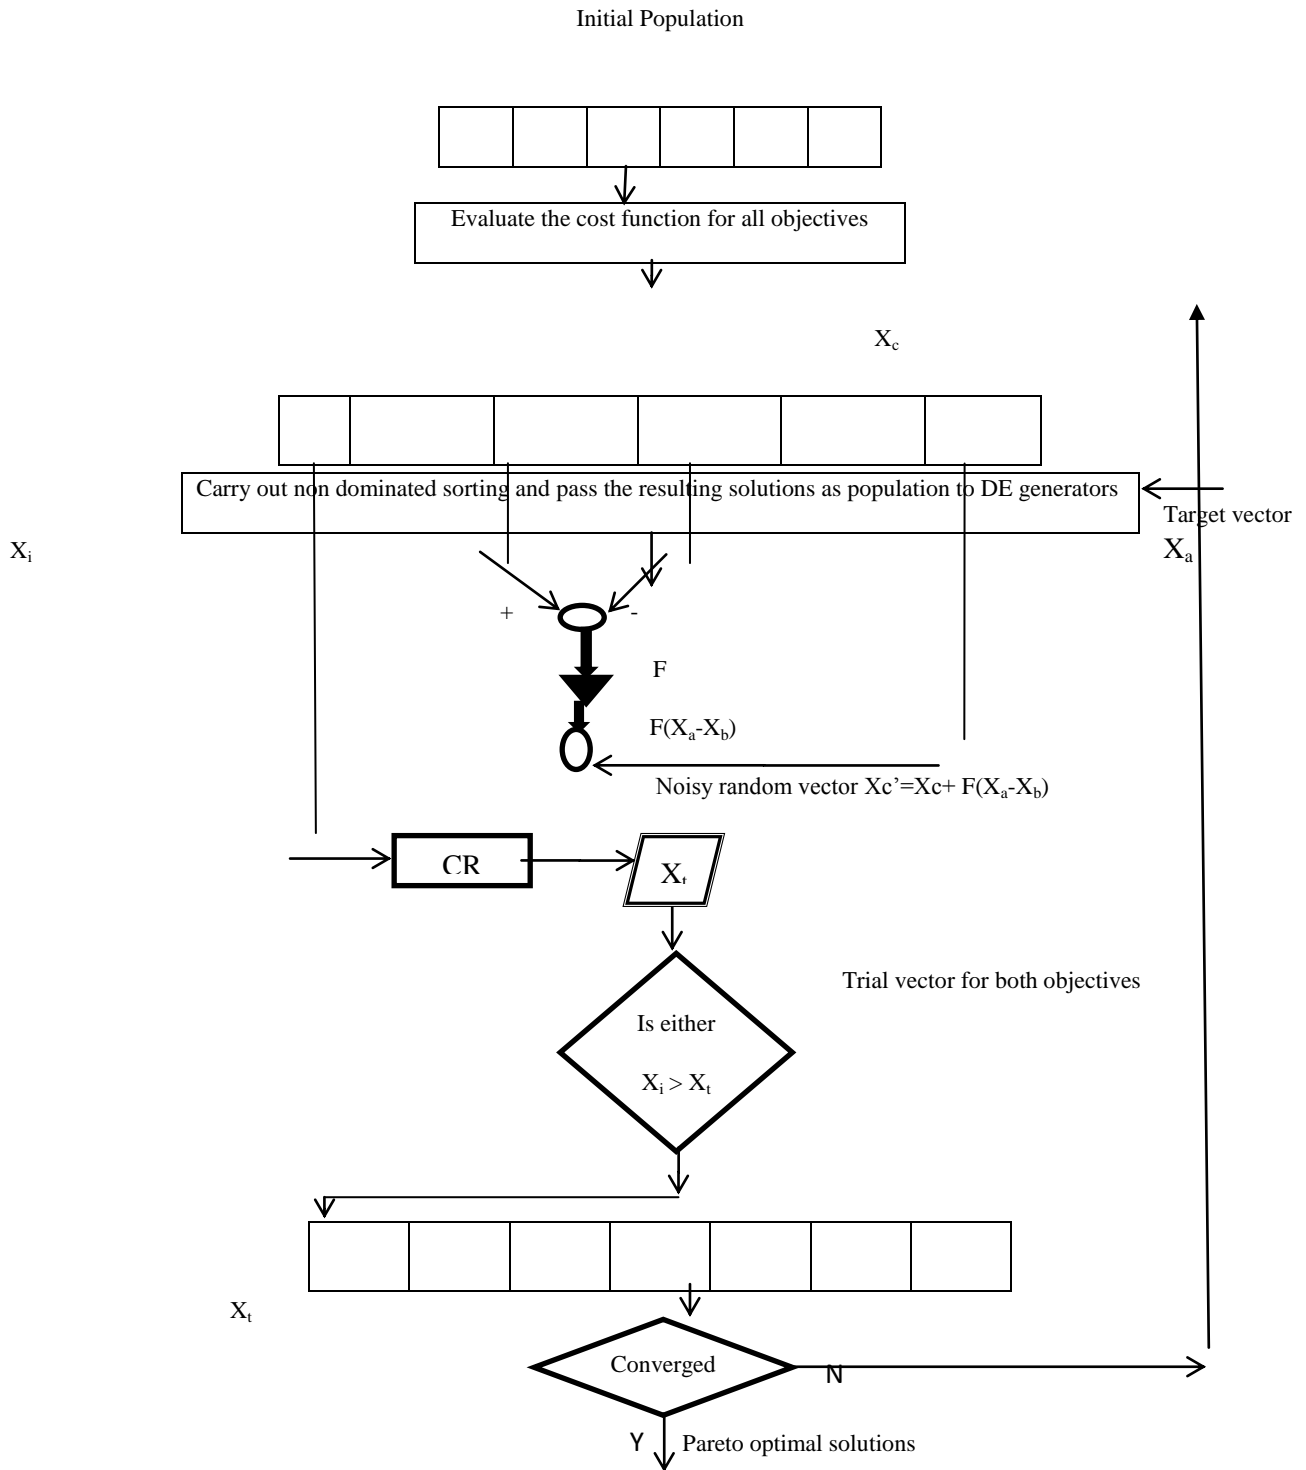 Initial Population
Evaluate the cost function for all objectives
Xc
Carry out non dominated sorting and pass the resulting solutions as population to DE generators
Target vector
Xi
Xa
+
-
F
F(Xa-Xb)
Noisy random vector Xc’=Xc+ F(Xa-Xb)
CR
Xt
Trial vector for both objectives
Is either
Xi > Xt
Xt
Converged
N
Y
Pareto optimal solutions